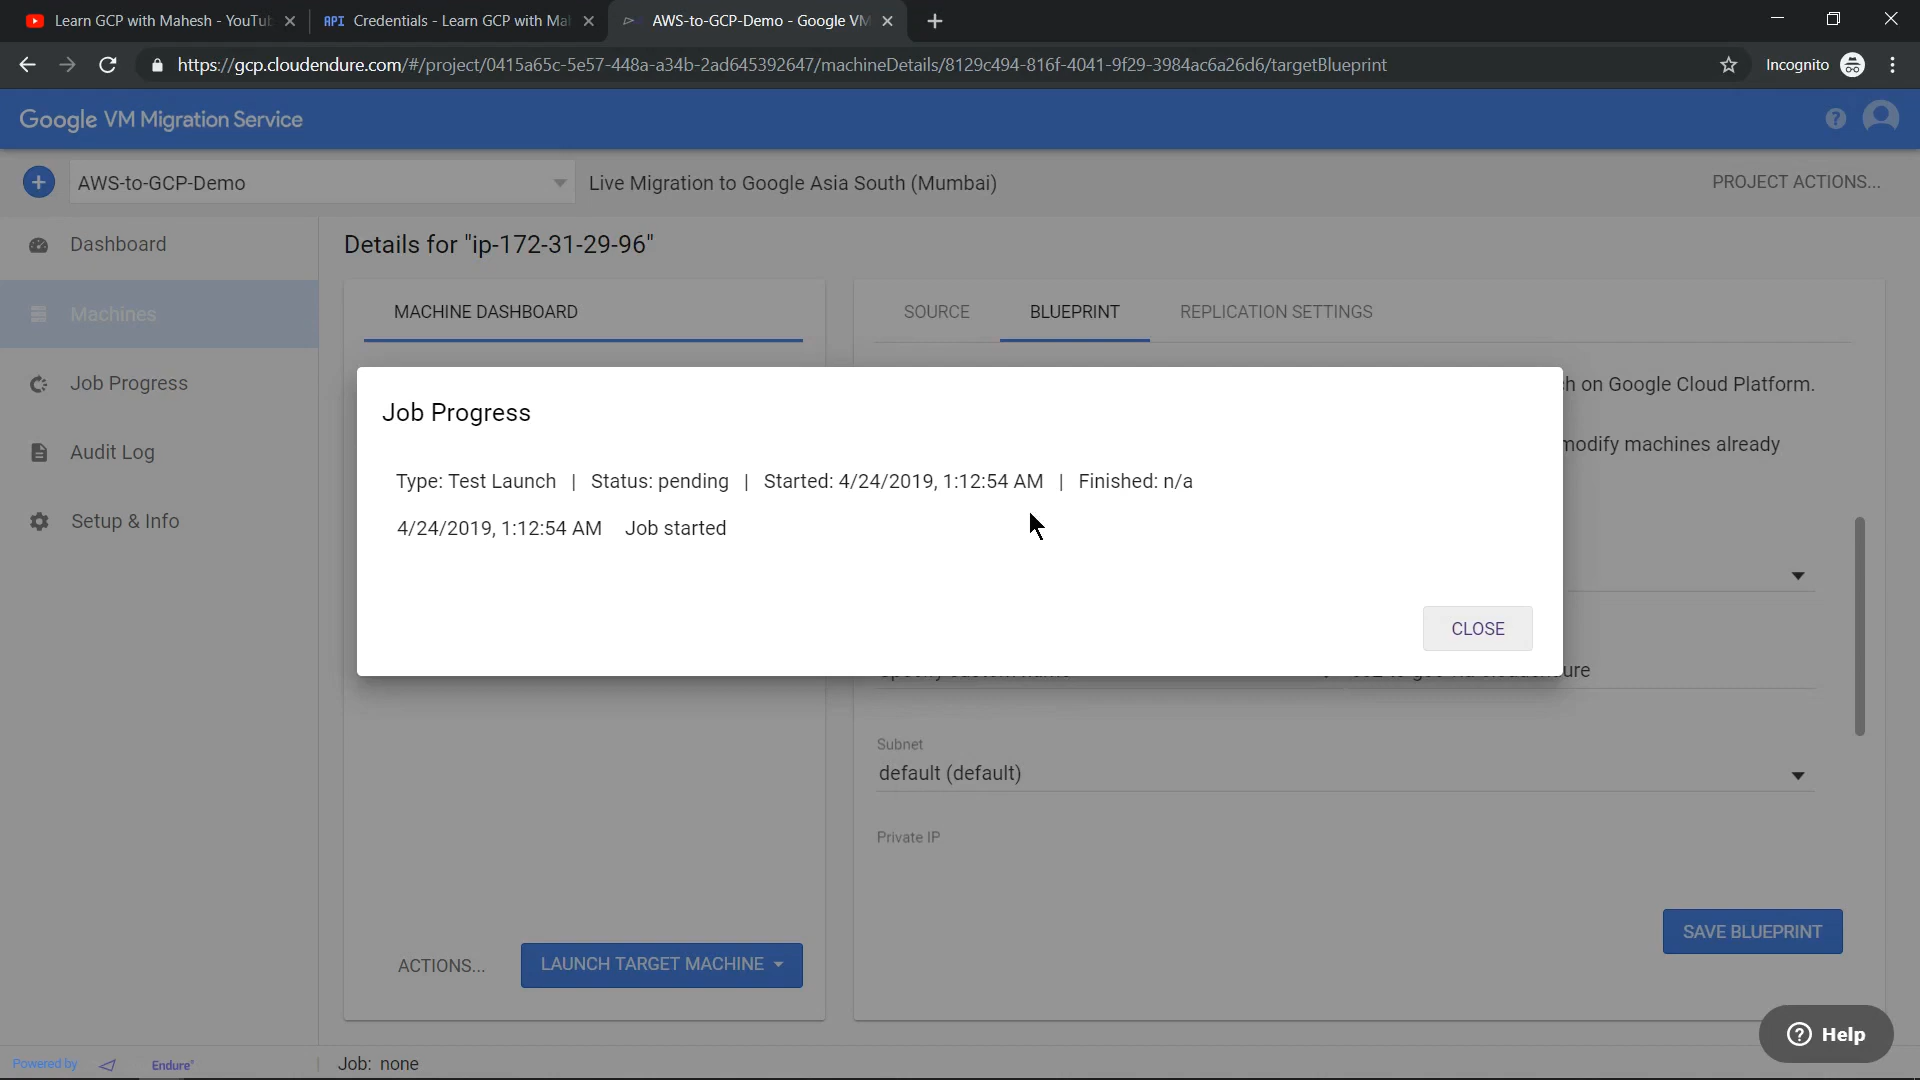 Learn GCP with Mahesh - YouTu
API Credentials - Learn GCP with Ma
AWS-to-GCP-Demo - Google VM
https://gcp.cloudendure.com/#/project/0415a65c-5e57-448a-a34b-2ad645392647/machineDetails/8129c494-816f-4041-9f29-3984ac6a26d6/targetBlueprint
Incognito
Google VM Migration Service
AWS-to-GCP-Demo
Live Migration to Google Asia South (Mumbai)
PROJECT ACTIONS...
Dashboard
Machines
Job Progress
Audit Log
Setup & Info
Details for "ip-172-31-29-96"
MACHINE DASHBOARD
SOURCE
BLUEPRINT
REPLICATION SETTINGS
h on Google Cloud Platform.
modify machines already
Job Progress
Type: Test Launch | Status: pending | Started: 4/24/2019, 1:12:54 AM | Finished: n/a
4/24/2019, 1:12:54 AM Job started
CLOSE
ure
Subnet
default (default)
Private IP
SAVE BLUEPRINT
ACTIONS...
LAUNCH TARGET MACHINE
Help
Powered by
Endure
Job: none